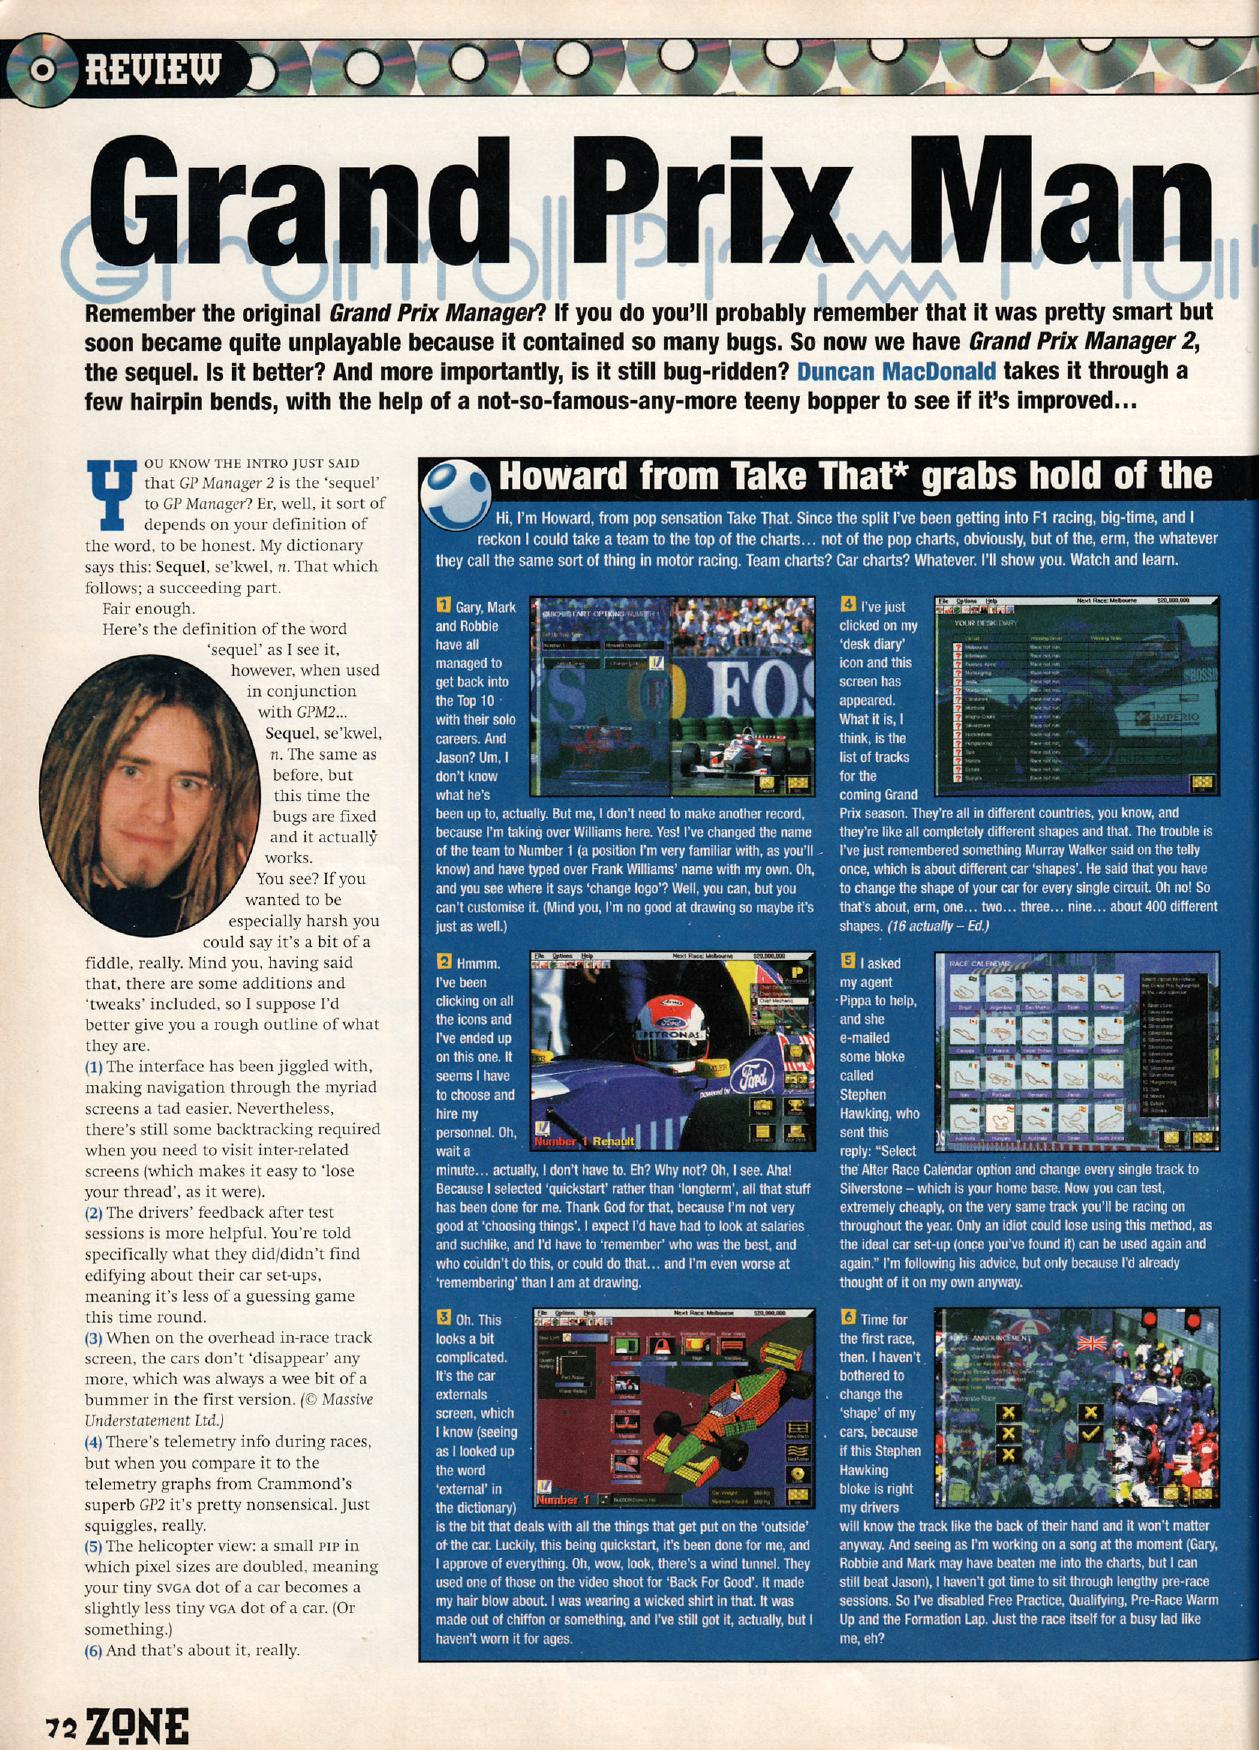 REVIEW
Grand Prix Man
Remember the original Grand Prix Manager? If you do you'll probably remember that it was pretty smart but
soon became quite unplayable because it contained so many bugs. So now we have Grand Prix Manager 2,
the sequel. Is it better? And more importantly, is it still bug-ridden? Duncan MacDonald takes it through a
few hairpin bends, with the help of a not-so-famous-any-more teeny bopper to see if it's improved...
YOU KNOW THE INTRO JUST SAID
that GP Manager 2 is the 'sequel'
to GP Manager? Er, well, it sort of
depends on your definition of
the word, to be honest. My dictionary
says this: Sequel, se'kwel, n. That which
follows; a succeeding part.
Fair enough.
Here's the definition of the word
'sequel' as I see it,
however, when used
in conjunction
with GPM2...
Sequel, se'kwel,
n. The same as
before, but
this time the
bugs are fixed
and it actually
works.
You see? If you
wanted to be
especially harsh you
could say it's a bit of a
fiddle, really. Mind you, having said
that, there are some additions and
'tweaks' included, so I suppose I'd
better give you a rough outline of what
they are.
(1) The interface has been jiggled with,
making navigation through the myriad
screens a tad easier. Nevertheless,
there's still some backtracking required
when you need to visit inter-related
screens (which makes it easy to 'lose
your thread', as it were).
(2) The drivers' feedback after test
sessions is more helpful. You're told
specifically what they did/didn't find
edifying about their car set-ups,
meaning it's less of a guessing game
this time round.
(3) When on the overhead in-race track
screen, the cars don't 'disappear' any
more, which was always a wee bit of a
bummer in the first version. (© Massive
Understatement Ltd.)
(4) There's telemetry info during races,
but when you compare it to the
telemetry graphs from Crammond's
superb GP2 it's pretty nonsensical. Just
squiggles, really.
(5) The helicopter view: a small PIP in
which pixel sizes are doubled, meaning
your tiny SVGA dot of a car becomes a
slightly less tiny VGA dot of a car. (Or
something.)
(6) And that's about it, really.
Howard from Take That* grabs hold of the
Hi, I'm Howard, from pop sensation Take That. Since the split I've been getting into F1 racing, big-time, and I
reckon I could take a team to the top of the charts... not of the pop charts, obviously, but of the, erm, the whatever
they call the same sort of thing in motor racing. Team charts? Car charts? Whatever. I'll show you. Watch and learn.
1 Gary, Mark
and Robbie
have all
managed to
get back into
the Top 10
with their solo
careers. And
Jason? Um, I
don't know
what he's
been up to, actually. But me, I don't need to make another record,
because I'm taking over Williams here. Yes! I've changed the name
of the team to Number 1 (a position I'm very familiar with, as you'll
know) and have typed over Frank Williams' name with my own. Oh,
and you see where it says 'change logo'? Well, you can, but you
can't customise it. (Mind you, I'm no good at drawing so maybe it's
just as well.)
FOS
2 Hmmm.
I've been
clicking on all
the icons and
I've ended up
on this one. It
seems I have
to choose and
hire my
personnel. Oh,
wait a
minute... actually, I don't have to. Eh? Why not? Oh, I see. Aha!
Because I selected 'quickstart' rather than 'longterm', all that stuff
has been done for me. Thank God for that, because I'm not very
good at 'choosing things'. I expect I'd have had to look at salaries
and suchlike, and I'd have to 'remember' who was the best, and
who couldn't do this, or could do that... and I'm even worse at
'remembering' than I am at drawing.
File Options Help Next Race: Melbourne $20,000,000
Chief Mechanic
Ford
PETRONAS
powered by Ford
Number 1 Renault
3 Oh. This
looks a bit
complicated.
It's the car
externals
screen, which
I know (seeing
as I looked up
the word
'external' in
the dictionary)
is the bit that deals with all the things that get put on the 'outside'
of the car. Luckily, this being quickstart, it's been done for me, and
I approve of everything. Oh, wow, look, there's a wind tunnel. They
used one of those on the video shoot for 'Back For Good'. It made
my hair blow about. I was wearing a wicked shirt in that. It was
made out of chiffon or something, and I've still got it, actually, but I
haven't worn it for ages.
File Options Help Next Race: Melbourne $20,000,000
Number 1
4 I've just
clicked on my
'desk diary'
icon and this
screen has
appeared.
What it is, I
think, is the
list of tracks
for the
coming Grand
Prix season. They're all in different countries, you know, and
they're like all completely different shapes and that. The trouble is
I've just remembered something Murray Walker said on the telly
once, which is about different car 'shapes'. He said that you have
to change the shape of your car for every single circuit. Oh no! So
that's about, erm, one... two... three... nine... about 400 different
shapes. (16 actually – Ed.)
File Options Help Next Race: Melbourne $20,000,000
YOUR DESK DIARY
IMPERIO
5 I asked
my agent
Pippa to help,
and she
e-mailed
some bloke
called
Stephen
Hawking, who
sent this
reply: "Select
the Alter Race Calendar option and change every single track to
Silverstone – which is your home base. Now you can test,
extremely cheaply, on the very same track you'll be racing on
throughout the year. Only an idiot could lose using this method, as
the ideal car set-up (once you've found it) can be used again and
again." I'm following his advice, but only because I'd already
thought of it on my own anyway.
RACE CALENDAR
6 Time for
the first race,
then. I haven't
bothered to
change the
'shape' of my
cars, because
if this Stephen
Hawking
bloke is right
my drivers
will know the track like the back of their hand and it won't matter
anyway. And seeing as I'm working on a song at the moment (Gary,
Robbie and Mark may have beaten me into the charts, but I can
still beat Jason), I haven't got time to sit through lengthy pre-race
sessions. So I've disabled Free Practice, Qualifying, Pre-Race Warm
Up and the Formation Lap. Just the race itself for a busy lad like
me, eh?
RACE ANNOUNCEMENT
72 ZONE